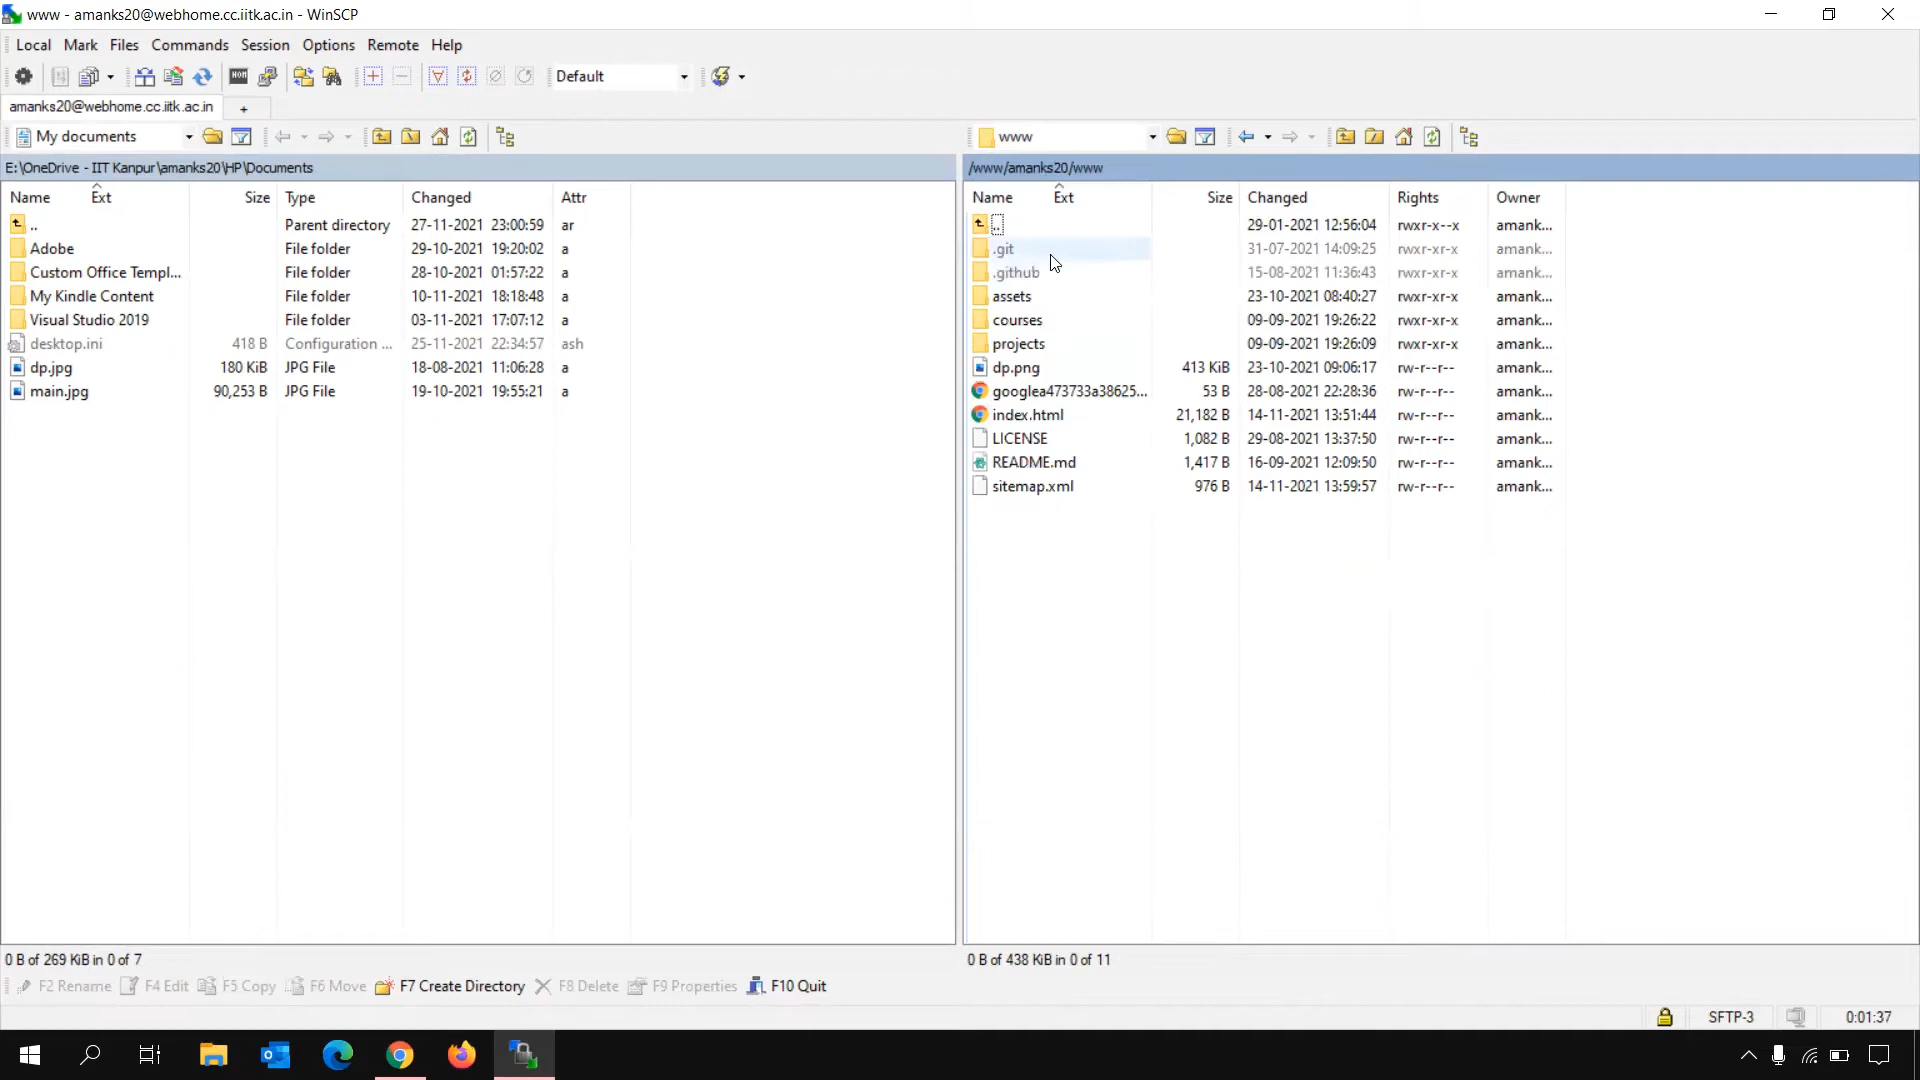 www - amanks20@webhome.cc.iitk.ac.in - WinSCP
Local Mark Files Commands Session Options Remote Help
Default
amanks20@webhome.cc.iitk.ac.in +
My documents
www
E:\OneDrive - IIT Kanpur\amanks20\HP\Documents
/www/amanks20/www
Name Ext Size Type Changed Attr
.. Parent directory 27-11-2021 23:00:59 ar
Adobe File folder 29-10-2021 19:20:02 a
Custom Office Templ... File folder 28-10-2021 01:57:22 a
My Kindle Content File folder 10-11-2021 18:18:48 a
Visual Studio 2019 File folder 03-11-2021 17:07:12 a
desktop.ini 418 B Configuration ... 25-11-2021 22:34:57 ash
dp.jpg 180 KiB JPG File 18-08-2021 11:06:28 a
main.jpg 90,253 B JPG File 19-10-2021 19:55:21 a
Name Ext Size Changed Rights Owner
.. 29-01-2021 12:56:04 rwxr-x--x amank...
.git 31-07-2021 14:09:25 rwxr-xr-x amank...
.github 15-08-2021 11:36:43 rwxr-xr-x amank...
assets 23-10-2021 08:40:27 rwxr-xr-x amank...
courses 09-09-2021 19:26:22 rwxr-xr-x amank...
projects 09-09-2021 19:26:09 rwxr-xr-x amank...
dp.png 413 KiB 23-10-2021 09:06:17 rw-r--r-- amank...
googlea473733a38625... 53 B 28-08-2021 22:28:36 rw-r--r-- amank...
index.html 21,182 B 14-11-2021 13:51:44 rw-r--r-- amank...
LICENSE 1,082 B 29-08-2021 13:37:50 rw-r--r-- amank...
README.md 1,417 B 16-09-2021 12:09:50 rw-r--r-- amank...
sitemap.xml 976 B 14-11-2021 13:59:57 rw-r--r-- amank...
0 B of 269 KiB in 0 of 7
0 B of 438 KiB in 0 of 11
F2 Rename F4 Edit F5 Copy F6 Move F7 Create Directory F8 Delete F9 Properties F10 Quit
SFTP-3 0:01:37